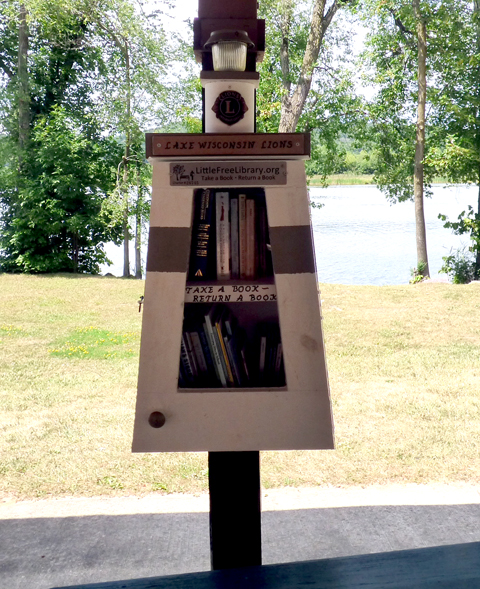 L
LAKE WISCONSIN LIONS
LittleFreeLibrary.org
Take a Book • Return a Book
TAKE A BOOK —
RETURN A BOOK